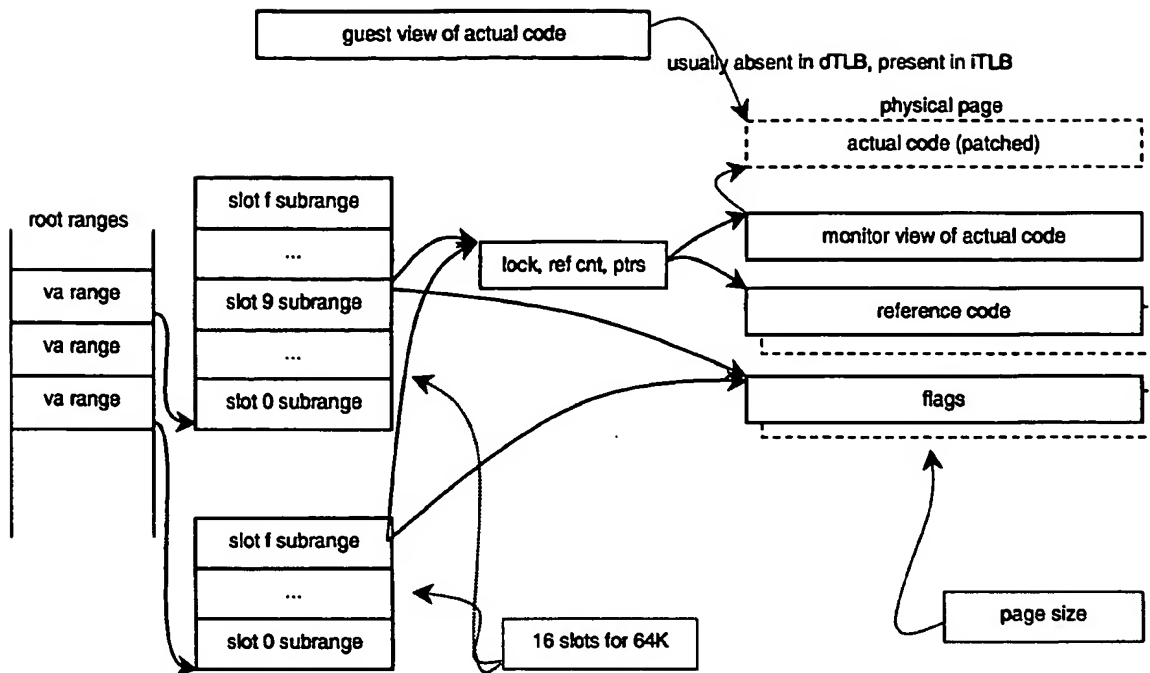 guest view of actual code
usually absent in dTLB, present in iTLB
physical page
actual code (patched)
root ranges
va range
va range
va range
slot f subrange
...
slot 9 subrange
...
slot 0 subrange
lock, ref cnt, ptrs
monitor view of actual code
reference code
flags
slot f subrange
...
slot 0 subrange
16 slots for 64K
page size